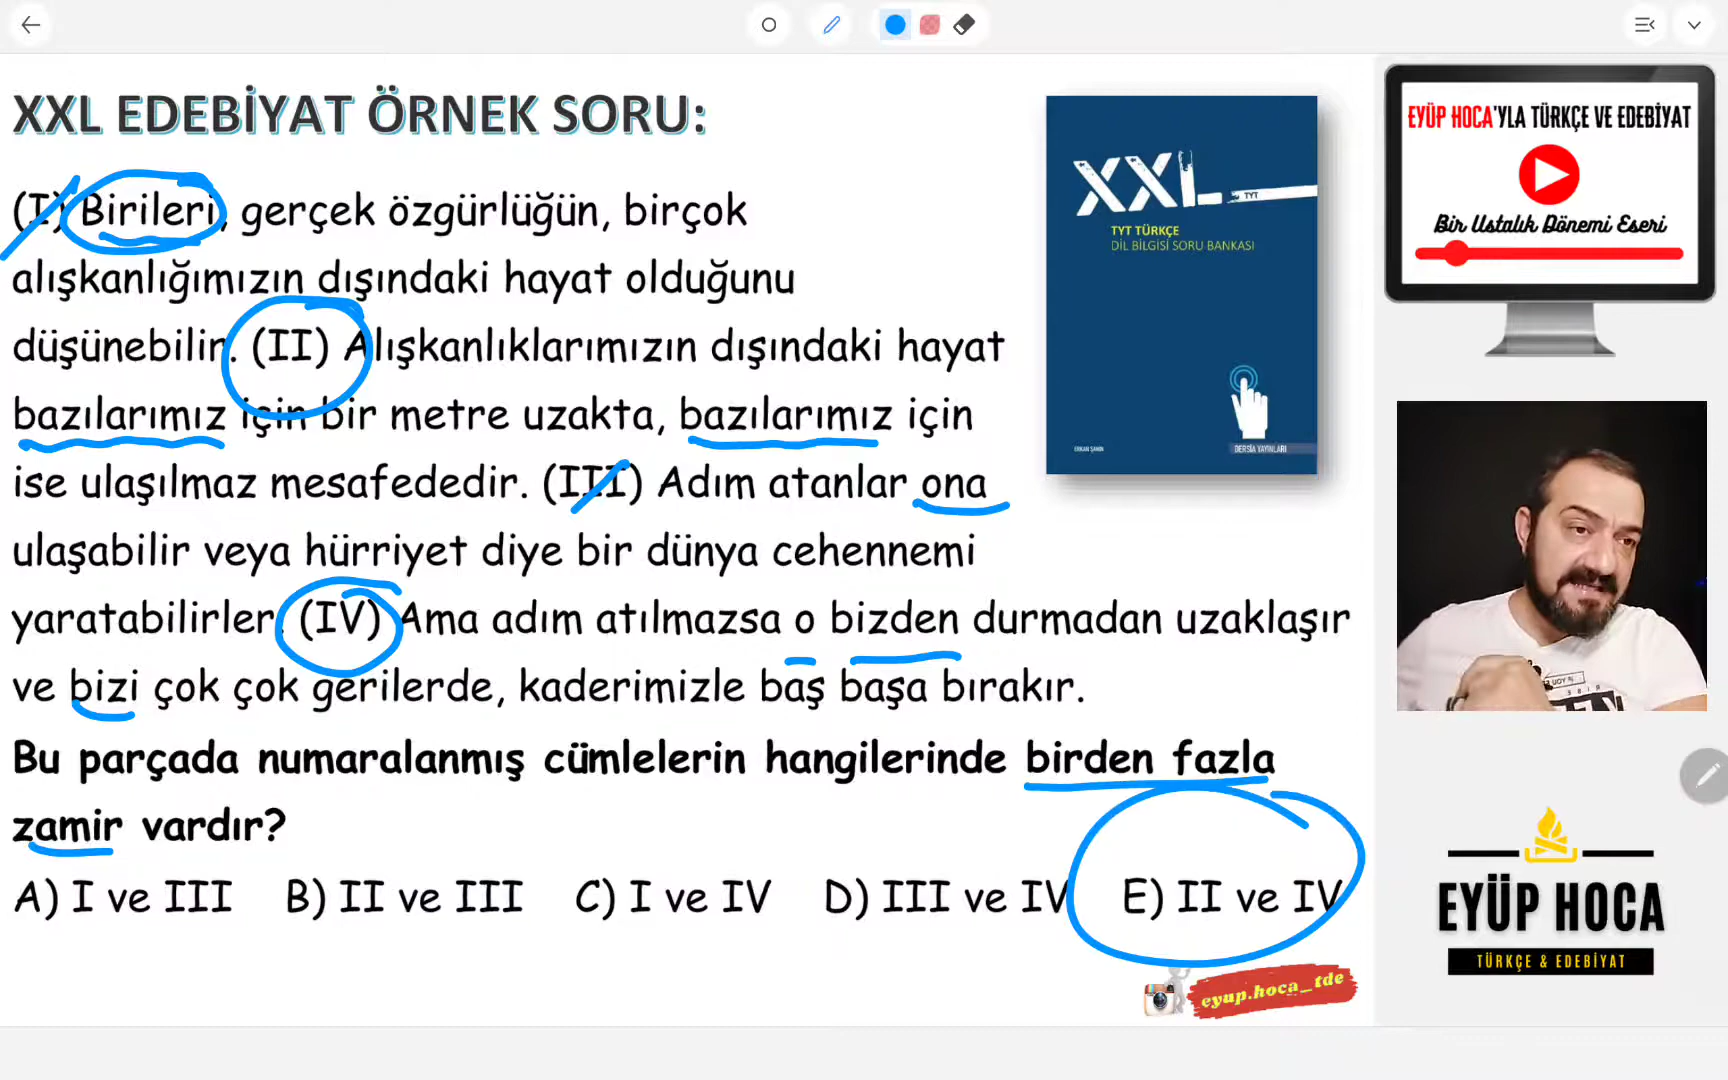 XXL EDEBİYAT ÖRNEK SORU:
(I) Birileri, gerçek özgürlüğün, birçok
alışkanlığımızın dışındaki hayat olduğunu
düşünebilir. (II) Alışkanlıklarımızın dışındaki hayat
bazılarımız için bir metre uzakta, bazılarımız için
ise ulaşılmaz mesafededir. (III) Adım atanlar ona
ulaşabilir veya hürriyet diye bir dünya cehennemi
yaratabilirler. (IV) Ama adım atılmazsa o bizden durmadan uzaklaşır
ve bizi çok çok gerilerde, kaderimizle baş başa bırakır.
Bu parçada numaralanmış cümlelerin hangilerinde birden fazla
zamir vardır?
A) I ve III B) II ve III C) I ve IV D) III ve IV E) II ve IV
XXL
TYT
TYT TÜRKÇE
DİL BİLGİSİ SORU BANKASI
ERKAN ŞAHİN
DERSİA YAYINLARI
EYÜP HOCA'YLA TÜRKÇE VE EDEBİYAT
Bir Ustalık Dönemi Eseri
EYÜP HOCA
TÜRKÇE & EDEBİYAT
eyup.hoca_tde